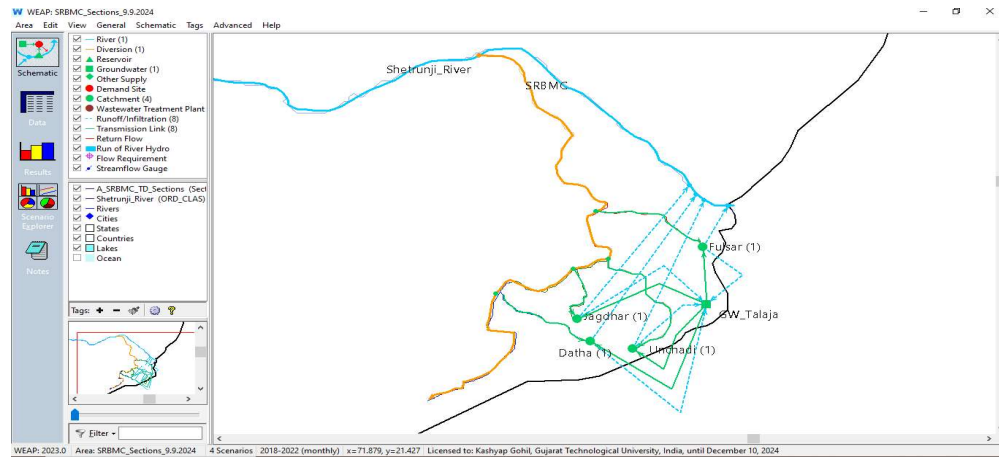 WEAP: SRBMC_Sections_9.9.2024
Area Edit View General Schematic Tags Advanced Help
Schematic
Data
Results
Scenario Explorer
Notes
River (1)
Diversion (1)
Reservoir
Groundwater (1)
Other Supply
Demand Site
Catchment (4)
Wastewater Treatment Plant
Runoff/Infiltration (8)
Transmission Link (8)
Return Flow
Run of River Hydro
Flow Requirement
Streamflow Gauge
A_SRBMC_TD_Sections (Sect
Shetrunji_River (ORD_CLAS)
Rivers
Cities
States
Countries
Lakes
Ocean
Tags:
Filter
Shetrunji_River
SRBMC
Fulsar (1)
GW_Talaja
Jagdhar (1)
Datha (1)
Unchadi (1)
WEAP: 2023.0 Area: SRBMC_Sections_9.9.2024 4 Scenarios 2018-2022 (monthly) x=71.879, y=21.427 Licensed to: Kashyap Gohil, Gujarat Technological University, India, until December 10, 2024